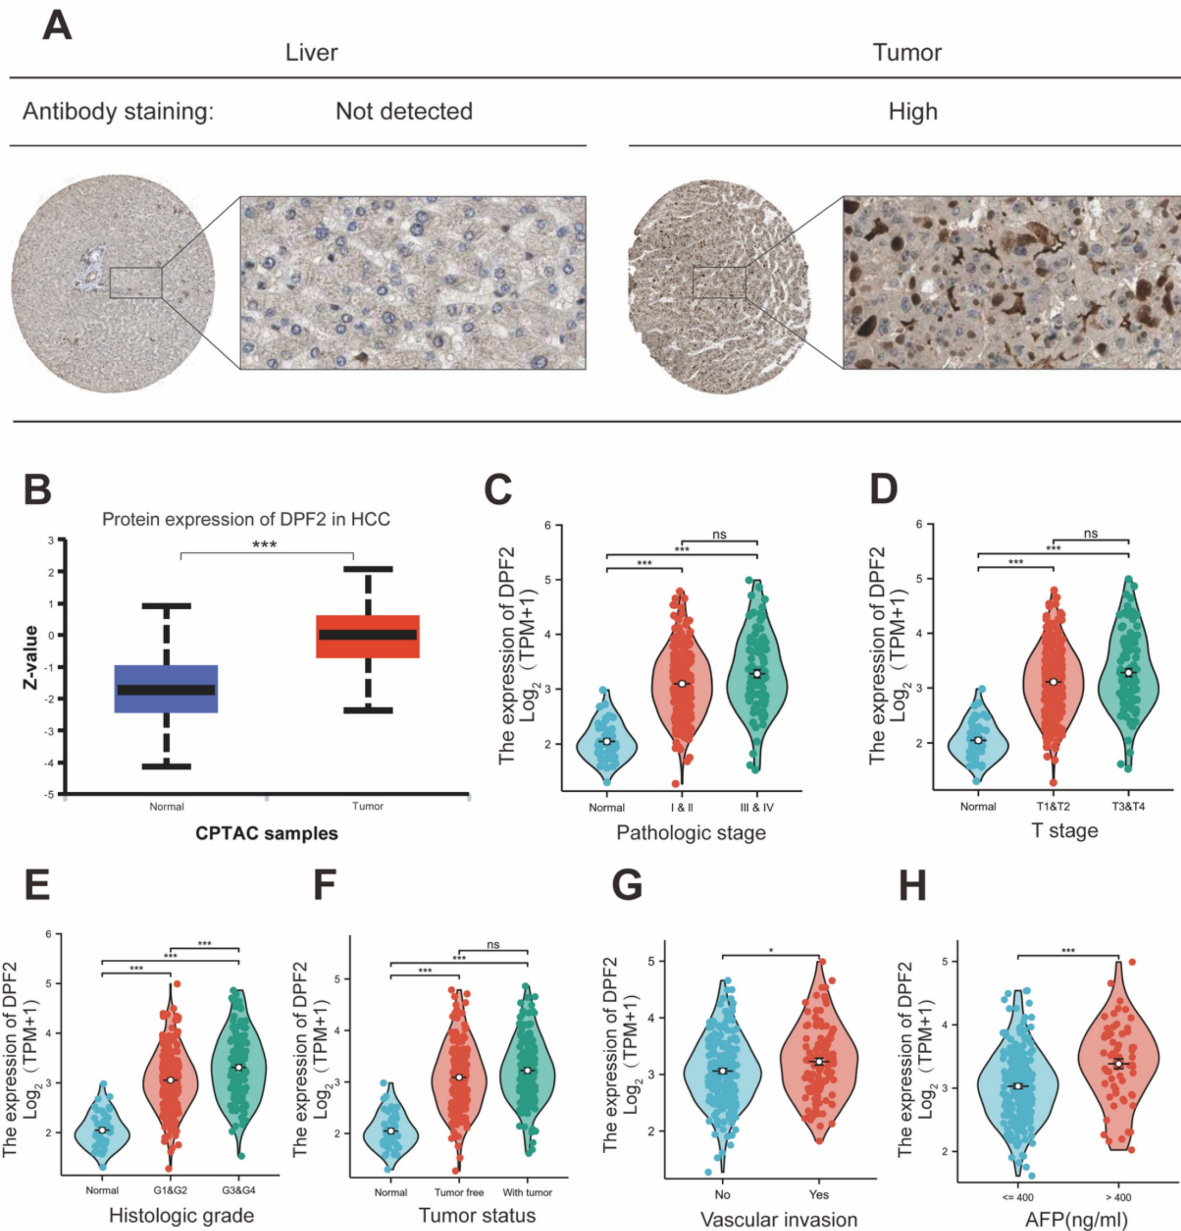 A
Liver
Tumor
Antibody staining:
Not detected
High
B
Protein expression of DPF2 in HCC
***
3
2
1
0
-1
-2
-3
-4
-5
Z-value
Normal
Tumor
CPTAC samples
C
The expression of DPF2
Log2 (TPM+1)
6
5
4
3
2
ns
***
***
Normal
I & II
III & IV
Pathologic stage
D
The expression of DPF2
Log2 (TPM+1)
6
5
4
3
2
ns
***
***
Normal
T1&T2
T3&T4
T stage
E
The expression of DPF2
Log2 (TPM+1)
6
5
4
3
2
***
***
***
Normal
G1&G2
G3&G4
Histologic grade
F
The expression of DPF2
Log2 (TPM+1)
5
4
3
2
ns
***
***
Normal
Tumor free
With tumor
Tumor status
G
The expression of DPF2
Log2 (TPM+1)
5
4
3
2
*
No
Yes
Vascular invasion
H
The expression of DPF2
Log2 (TPM+1)
5
4
3
2
***
<= 400
> 400
AFP(ng/ml)